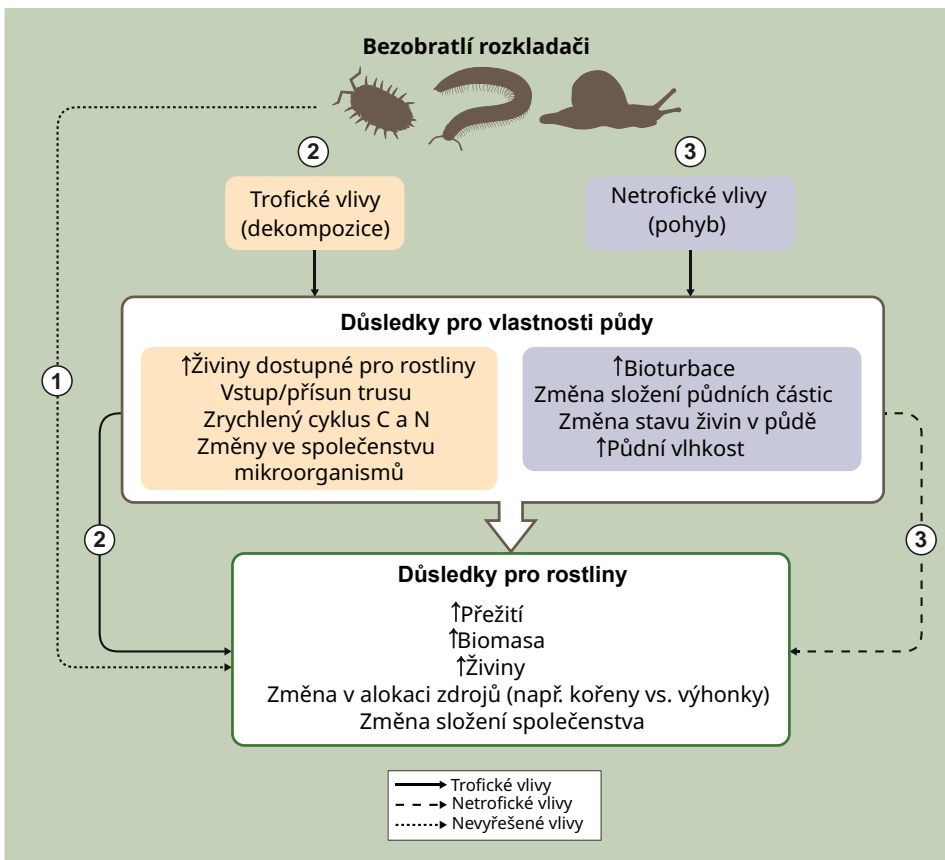 Bezobratlí rozkladači
2
3
Trofické vlivy
(dekompozice)
Netrofické vlivy
(pohyb)
Důsledky pro vlastnosti půdy
↑Živiny dostupné pro rostliny
Vstup/přísun trusu
Zrychlený cyklus C a N
Změny ve společenstvu
mikroorganismů
↑Bioturbace
Změna složení půdních částic
Změna stavu živin v půdě
↑Půdní vlhkost
1
2
3
Důsledky pro rostliny
↑Přežití
↑Biomasa
↑Živiny
Změna v alokaci zdrojů (např. kořeny vs. výhonky)
Změna složení společenstva
Trofické vlivy
Netrofické vlivy
Nevyřešené vlivy